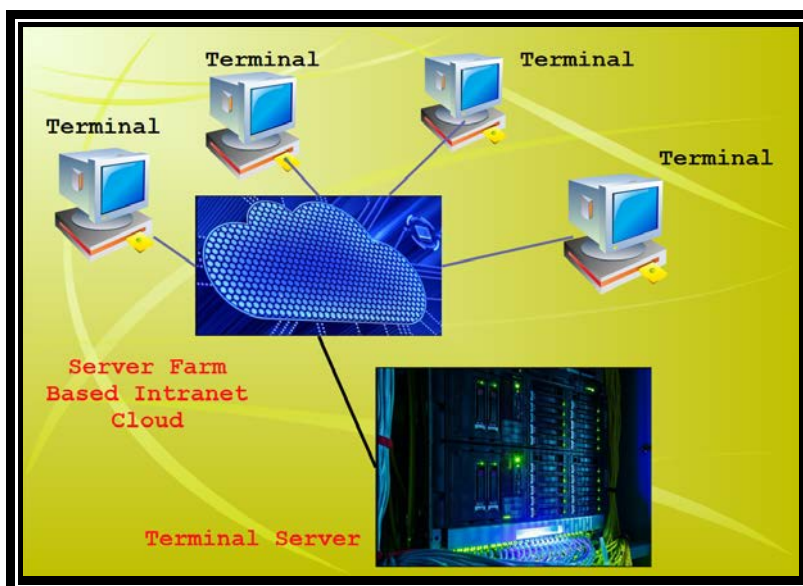 Terminal
Terminal
Terminal
Terminal
Server Farm
Based Intranet
Cloud
Terminal Server